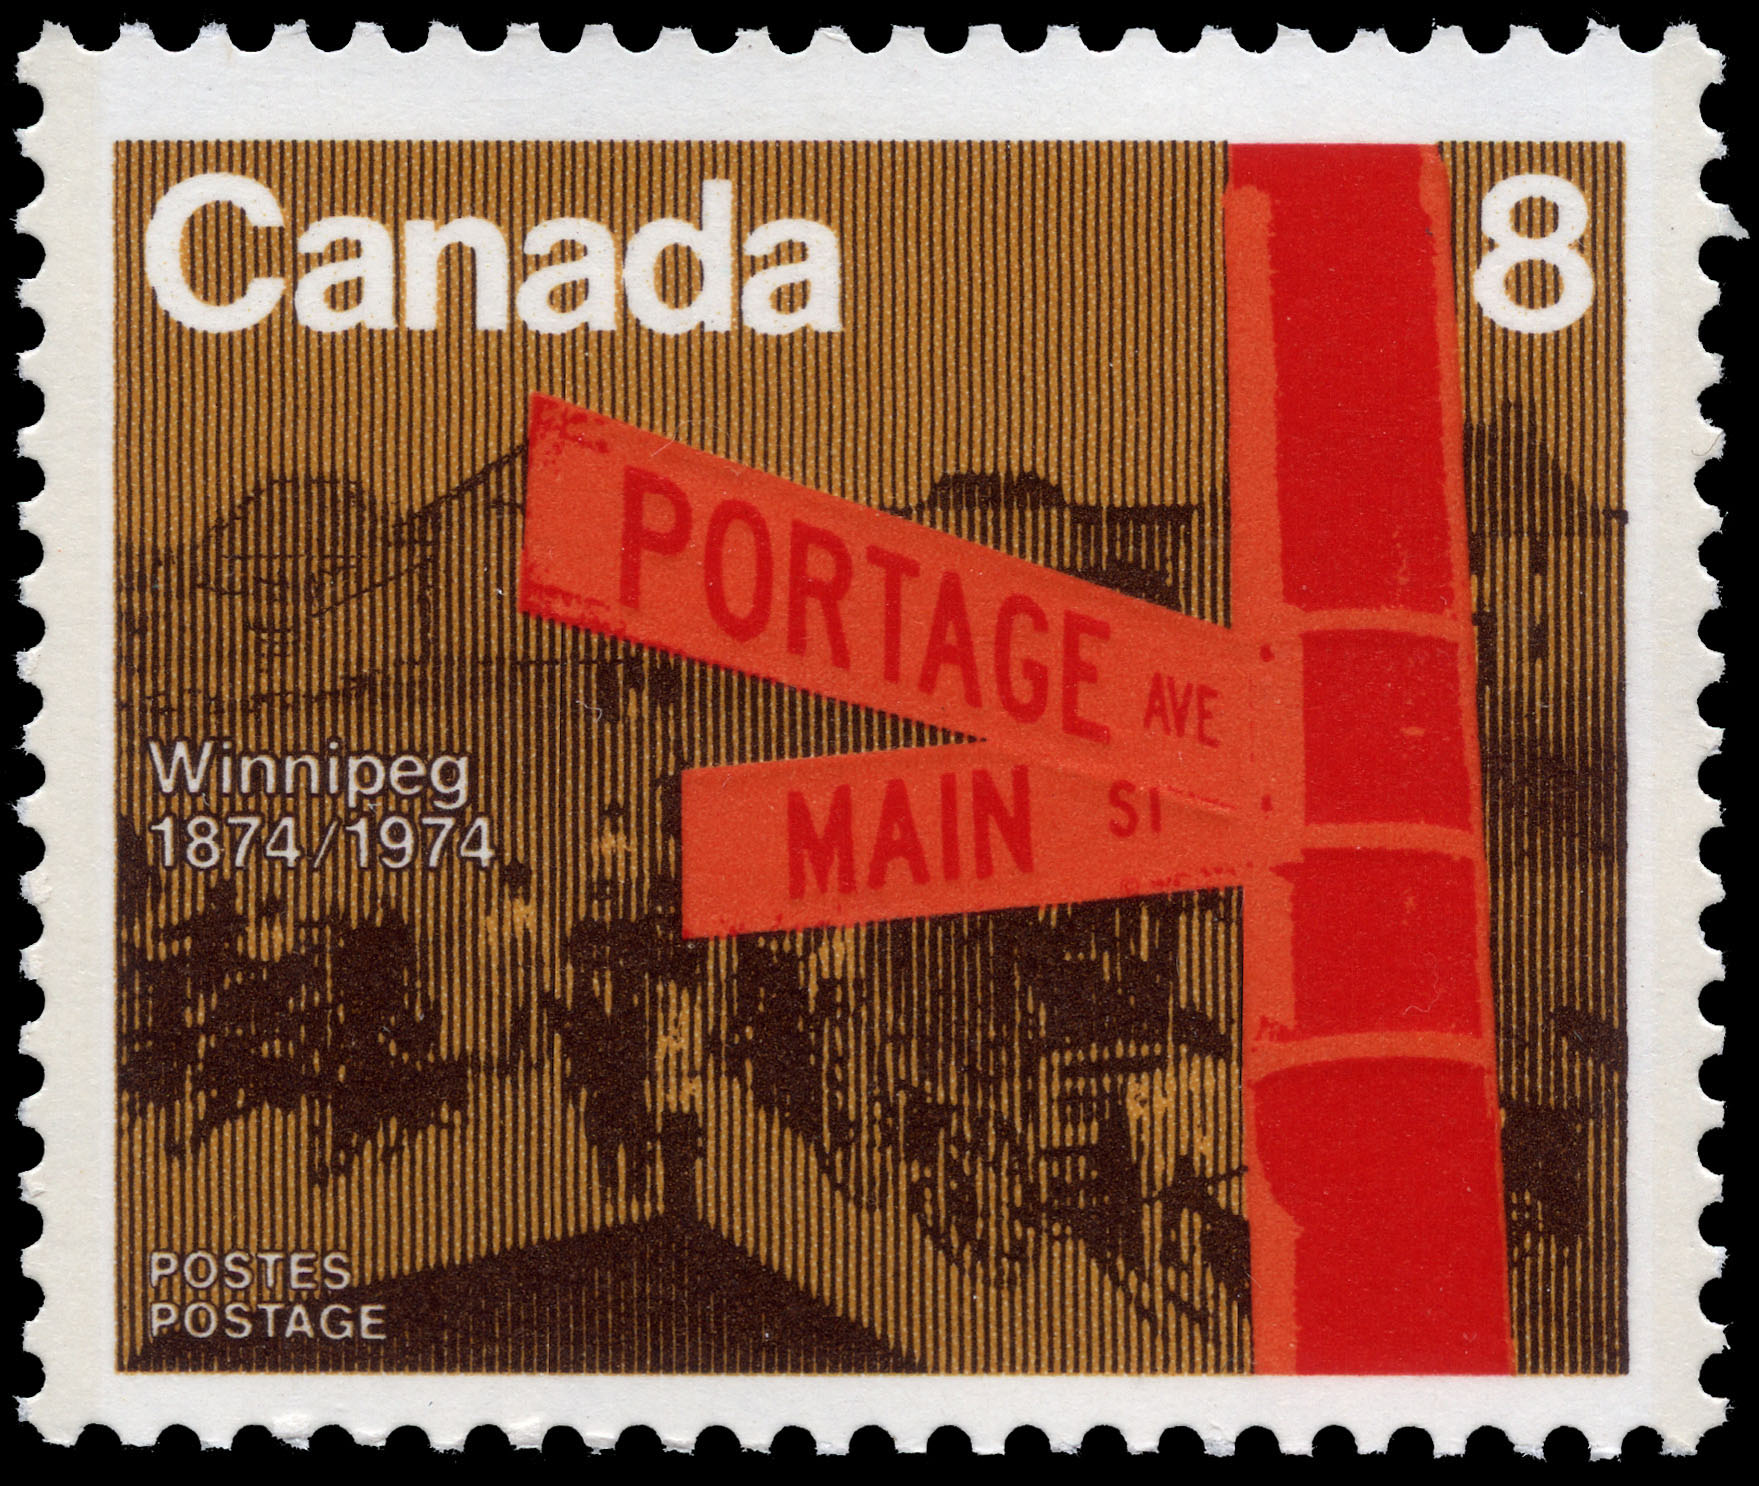 Canada
8
PORTAGE AVE
MAIN ST
Winnipeg
1874/1974
POSTES
POSTAGE